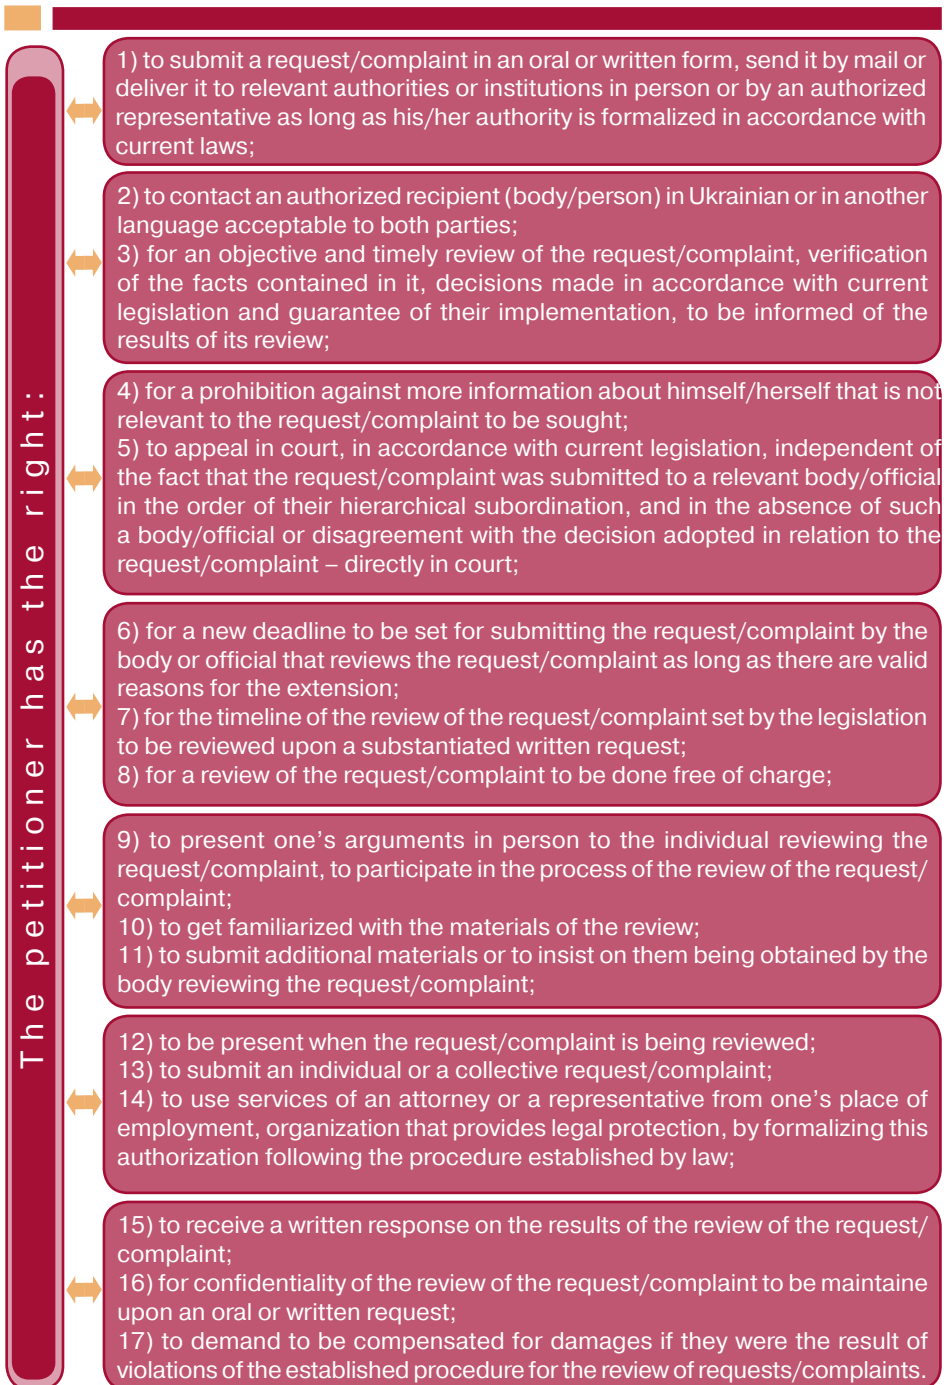 The petitioner has the right:
1) to submit a request/complaint in an oral or written form, send it by mail or
deliver it to relevant authorities or institutions in person or by an authorized
representative as long as his/her authority is formalized in accordance with
current laws;
2) to contact an authorized recipient (body/person) in Ukrainian or in another
language acceptable to both parties;
3) for an objective and timely review of the request/complaint, verification
of the facts contained in it, decisions made in accordance with current
legislation and guarantee of their implementation, to be informed of the
results of its review;
4) for a prohibition against more information about himself/herself that is not
relevant to the request/complaint to be sought;
5) to appeal in court, in accordance with current legislation, independent of
the fact that the request/complaint was submitted to a relevant body/official
in the order of their hierarchical subordination, and in the absence of such
a body/official or disagreement with the decision adopted in relation to the
request/complaint – directly in court;
6) for a new deadline to be set for submitting the request/complaint by the
body or official that reviews the request/complaint as long as there are valid
reasons for the extension;
7) for the timeline of the review of the request/complaint set by the legislation
to be reviewed upon a substantiated written request;
8) for a review of the request/complaint to be done free of charge;
9) to present one's arguments in person to the individual reviewing the
request/complaint, to participate in the process of the review of the request/
complaint;
10) to get familiarized with the materials of the review;
11) to submit additional materials or to insist on them being obtained by the
body reviewing the request/complaint;
12) to be present when the request/complaint is being reviewed;
13) to submit an individual or a collective request/complaint;
14) to use services of an attorney or a representative from one's place of
employment, organization that provides legal protection, by formalizing this
authorization following the procedure established by law;
15) to receive a written response on the results of the review of the request/
complaint;
16) for confidentiality of the review of the request/complaint to be maintaine
upon an oral or written request;
17) to demand to be compensated for damages if they were the result of
violations of the established procedure for the review of requests/complaints.